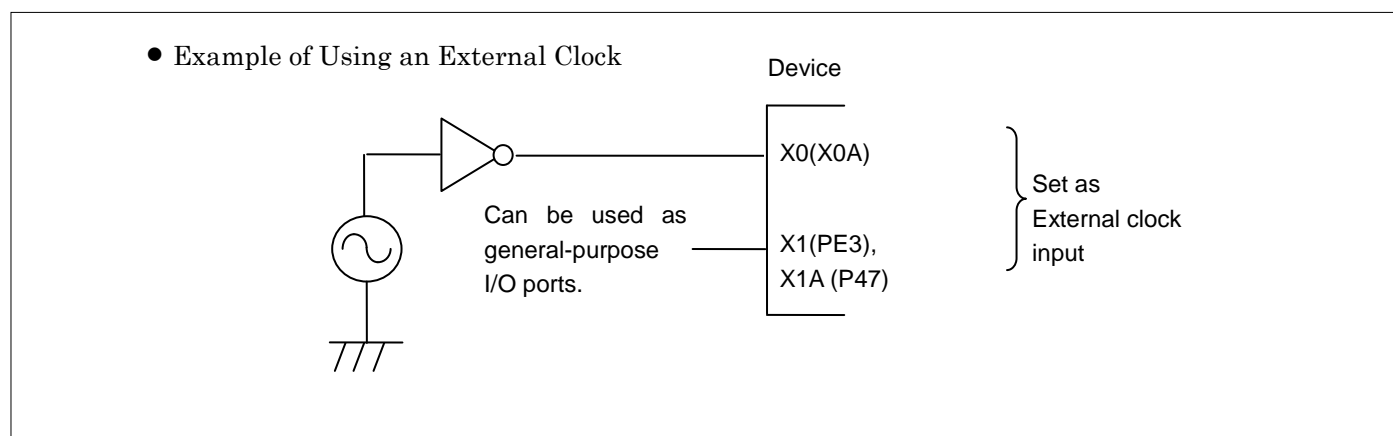 ● Example of Using an External Clock
Device
X0(X0A)
Can be used as
general-purpose
I/O ports.
X1(PE3),
X1A (P47)
Set as
External clock
input